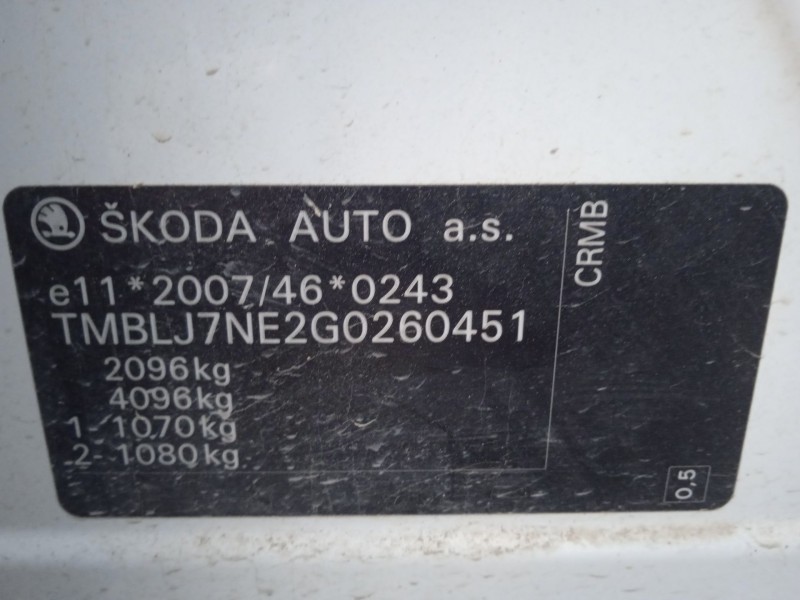 ŠKODA AUTO a.s.
e11*2007/46*0243
TMBLJ7NE2G0260451
2096kg
4096kg
1- 1070kg
2- 1080kg
CRMB
0,5